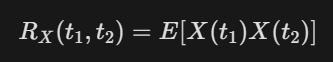 R_X(t_1, t_2) = E[X(t_1)X(t_2)]